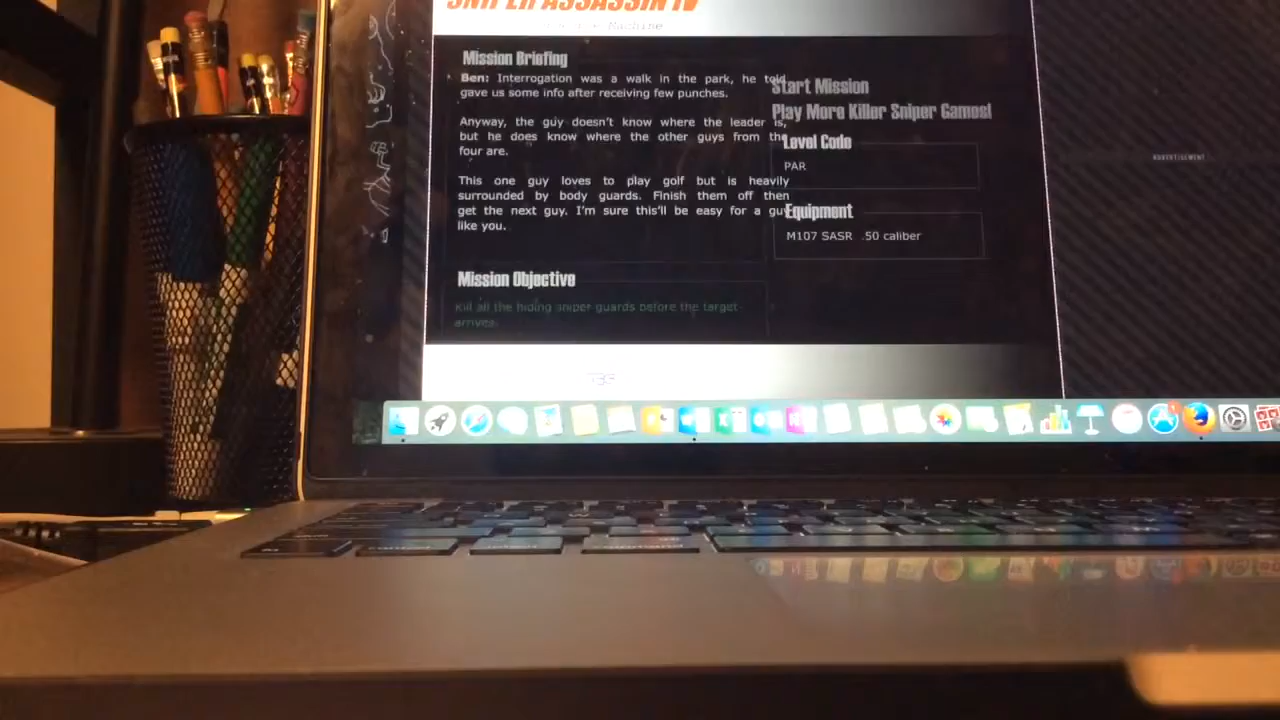 SNIPER ASSASSIN IV
Machine
Mission Briefing
Ben: Interrogation was a walk in the park, he told
gave us some info after receiving few punches.
Anyway, the guy doesn't know where the leader is,
but he does know where the other guys from the
four are.
This one guy loves to play golf but is heavily
surrounded by body guards. Finish them off then
get the next guy. I'm sure this'll be easy for a guy
like you.
Mission Objective
Kill all the hiding sniper guards before the target
arrives.
Start Mission
Play More Killer Sniper Games!
Level Code
PAR
Equipment
M107 SASR .50 caliber
ADVERTISEMENT